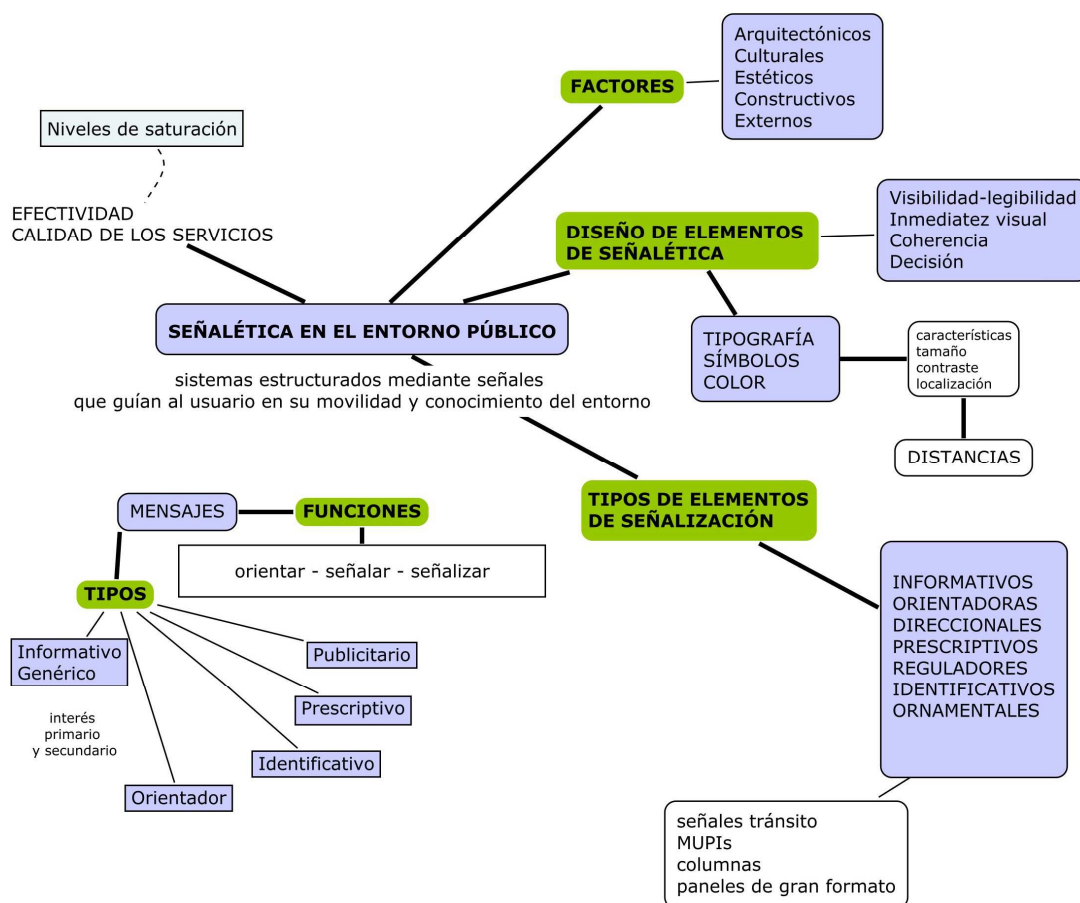 Arquitectónicos
Culturales
Estéticos
Constructivos
Externos
FACTORES
Niveles de saturación
EFECTIVIDAD
CALIDAD DE LOS SERVICIOS
DISEÑO DE ELEMENTOS
DE SEÑALÉTICA
Visibilidad-legibilidad
Inmediatez visual
Coherencia
Decisión
SEÑALÉTICA EN EL ENTORNO PÚBLICO
sistemas estructurados mediante señales
que guían al usuario en su movilidad y conocimiento del entorno
TIPOGRAFÍA
SÍMBOLOS
COLOR
características
tamaño
contraste
localización
DISTANCIAS
TIPOS DE ELEMENTOS
DE SEÑALIZACIÓN
MENSAJES
FUNCIONES
orientar - señalar - señalizar
TIPOS
Informativo
Genérico
interés
primario
y secundario
Publicitario
Prescriptivo
Identificativo
Orientador
INFORMATIVOS
ORIENTADORAS
DIRECCIONALES
PRESCRIPTIVOS
REGULADORES
IDENTIFICATIVOS
ORNAMENTALES
señales tránsito
MUPIs
columnas
paneles de gran formato